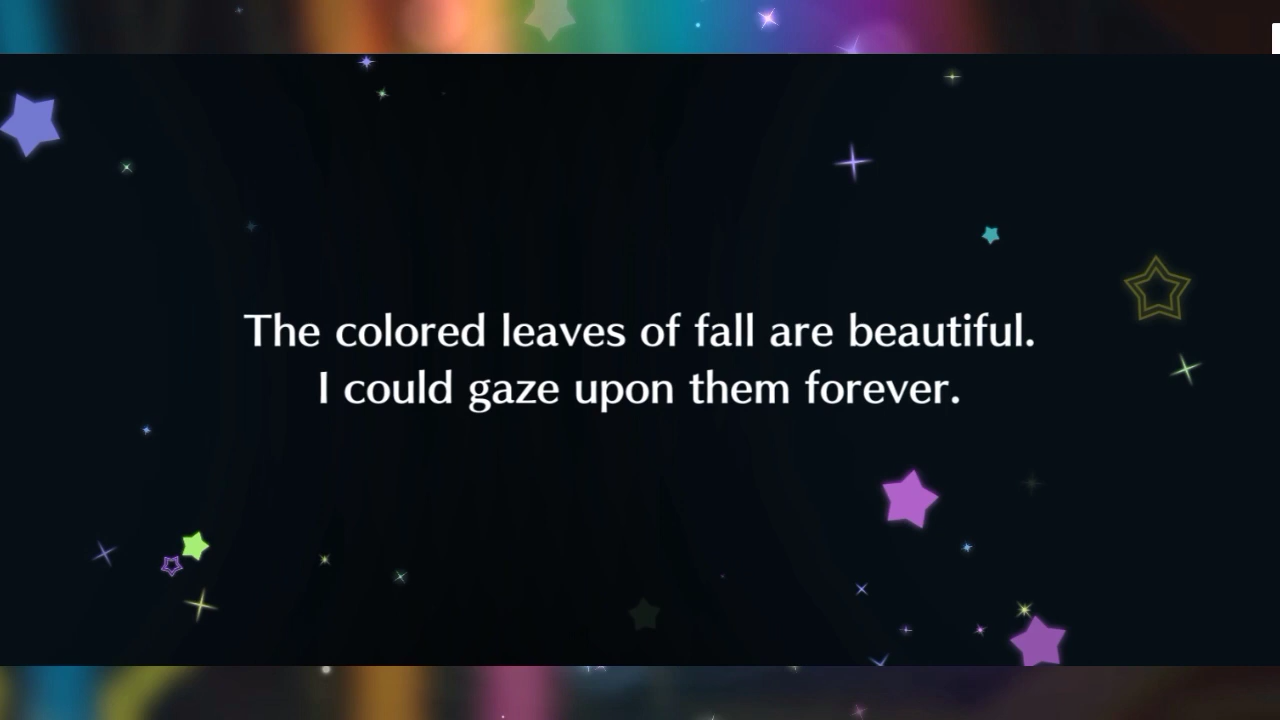 The colored leaves of fall are beautiful.
I could gaze upon them forever.